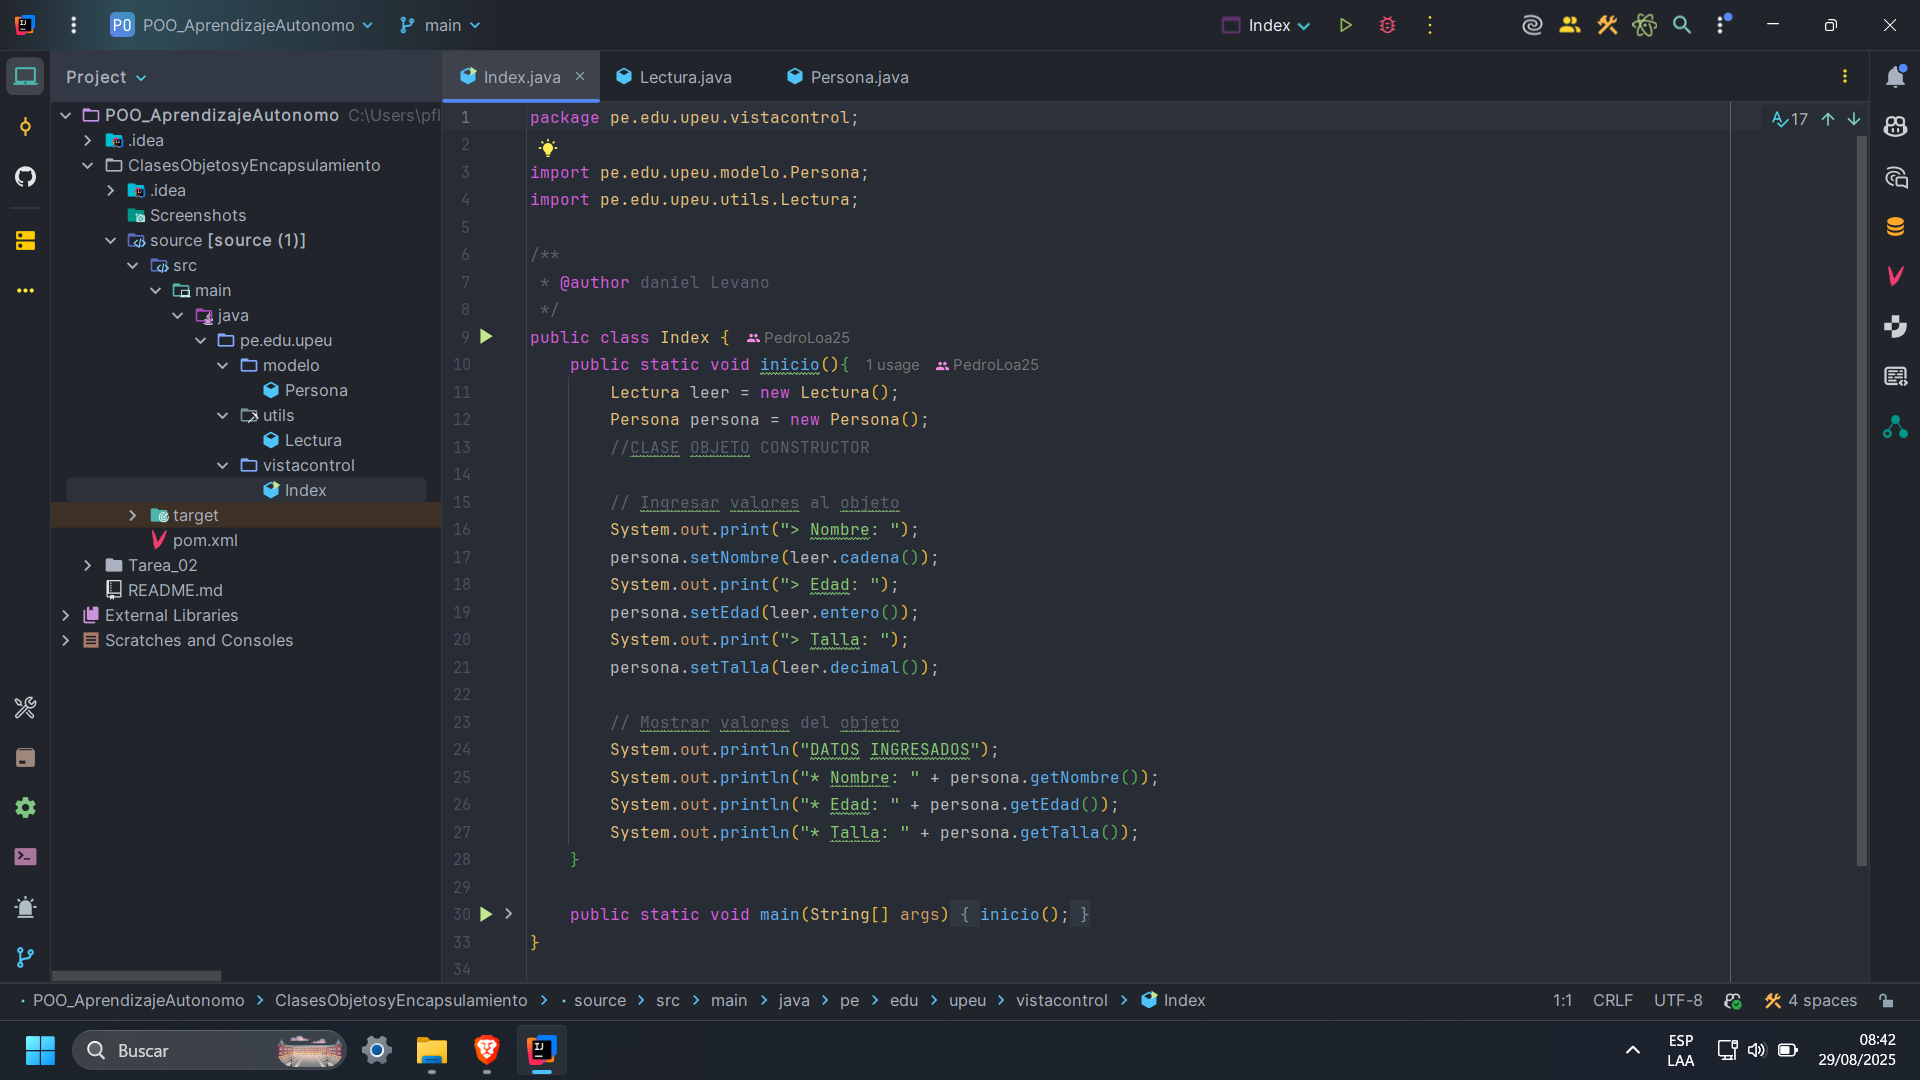 PO POO_AprendizajeAutonomo main Index
Project
Index.java Lectura.java Persona.java
POO_AprendizajeAutonomo C:\Users\pfl
.idea
ClasesObjetosyEncapsulamiento
.idea
Screenshots
source [source (1)]
src
main
java
pe.edu.upeu
modelo
Persona
utils
Lectura
vistacontrol
Index
target
pom.xml
Tarea_02
README.md
External Libraries
Scratches and Consoles
17
1 package pe.edu.upeu.vistacontrol;
2
3 import pe.edu.upeu.modelo.Persona;
4 import pe.edu.upeu.utils.Lectura;
5
6 /**
7 * @author daniel Levano
8 */
9 public class Index { PedroLoa25
10 public static void inicio(){ 1 usage PedroLoa25
11 Lectura leer = new Lectura();
12 Persona persona = new Persona();
13 //CLASE OBJETO CONSTRUCTOR
14
15 // Ingresar valores al objeto
16 System.out.print("> Nombre: ");
17 persona.setNombre(leer.cadena());
18 System.out.print("> Edad: ");
19 persona.setEdad(leer.entero());
20 System.out.print("> Talla: ");
21 persona.setTalla(leer.decimal());
22
23 // Mostrar valores del objeto
24 System.out.println("DATOS INGRESADOS");
25 System.out.println("* Nombre: " + persona.getNombre());
26 System.out.println("* Edad: " + persona.getEdad());
27 System.out.println("* Talla: " + persona.getTalla());
28 }
29
30 public static void main(String[] args) { inicio(); }
33 }
34
POO_AprendizajeAutonomo > ClasesObjetosyEncapsulamiento > source > src > main > java > pe > edu > upeu > vistacontrol > Index 1:1 CRLF UTF-8 4 spaces
Buscar
ESP
LAA
08:42
29/08/2025